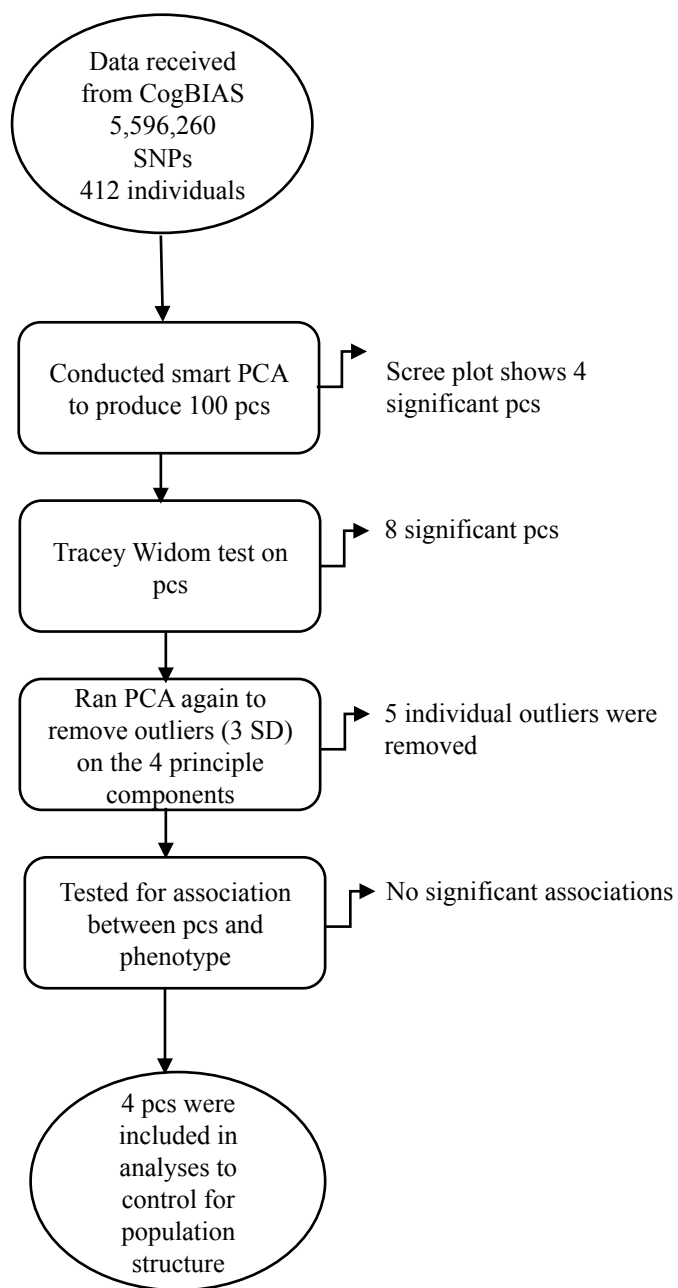 Data received
from CogBIAS
5,596,260
SNPs
412 individuals
Conducted smart PCA
to produce 100 pcs
Scree plot shows 4
significant pcs
Tracey Widom test on
pcs
8 significant pcs
Ran PCA again to
remove outliers (3 SD)
on the 4 principle
components
5 individual outliers were
removed
Tested for association
between pcs and
phenotype
No significant associations
4 pcs were
included in
analyses to
control for
population
structure